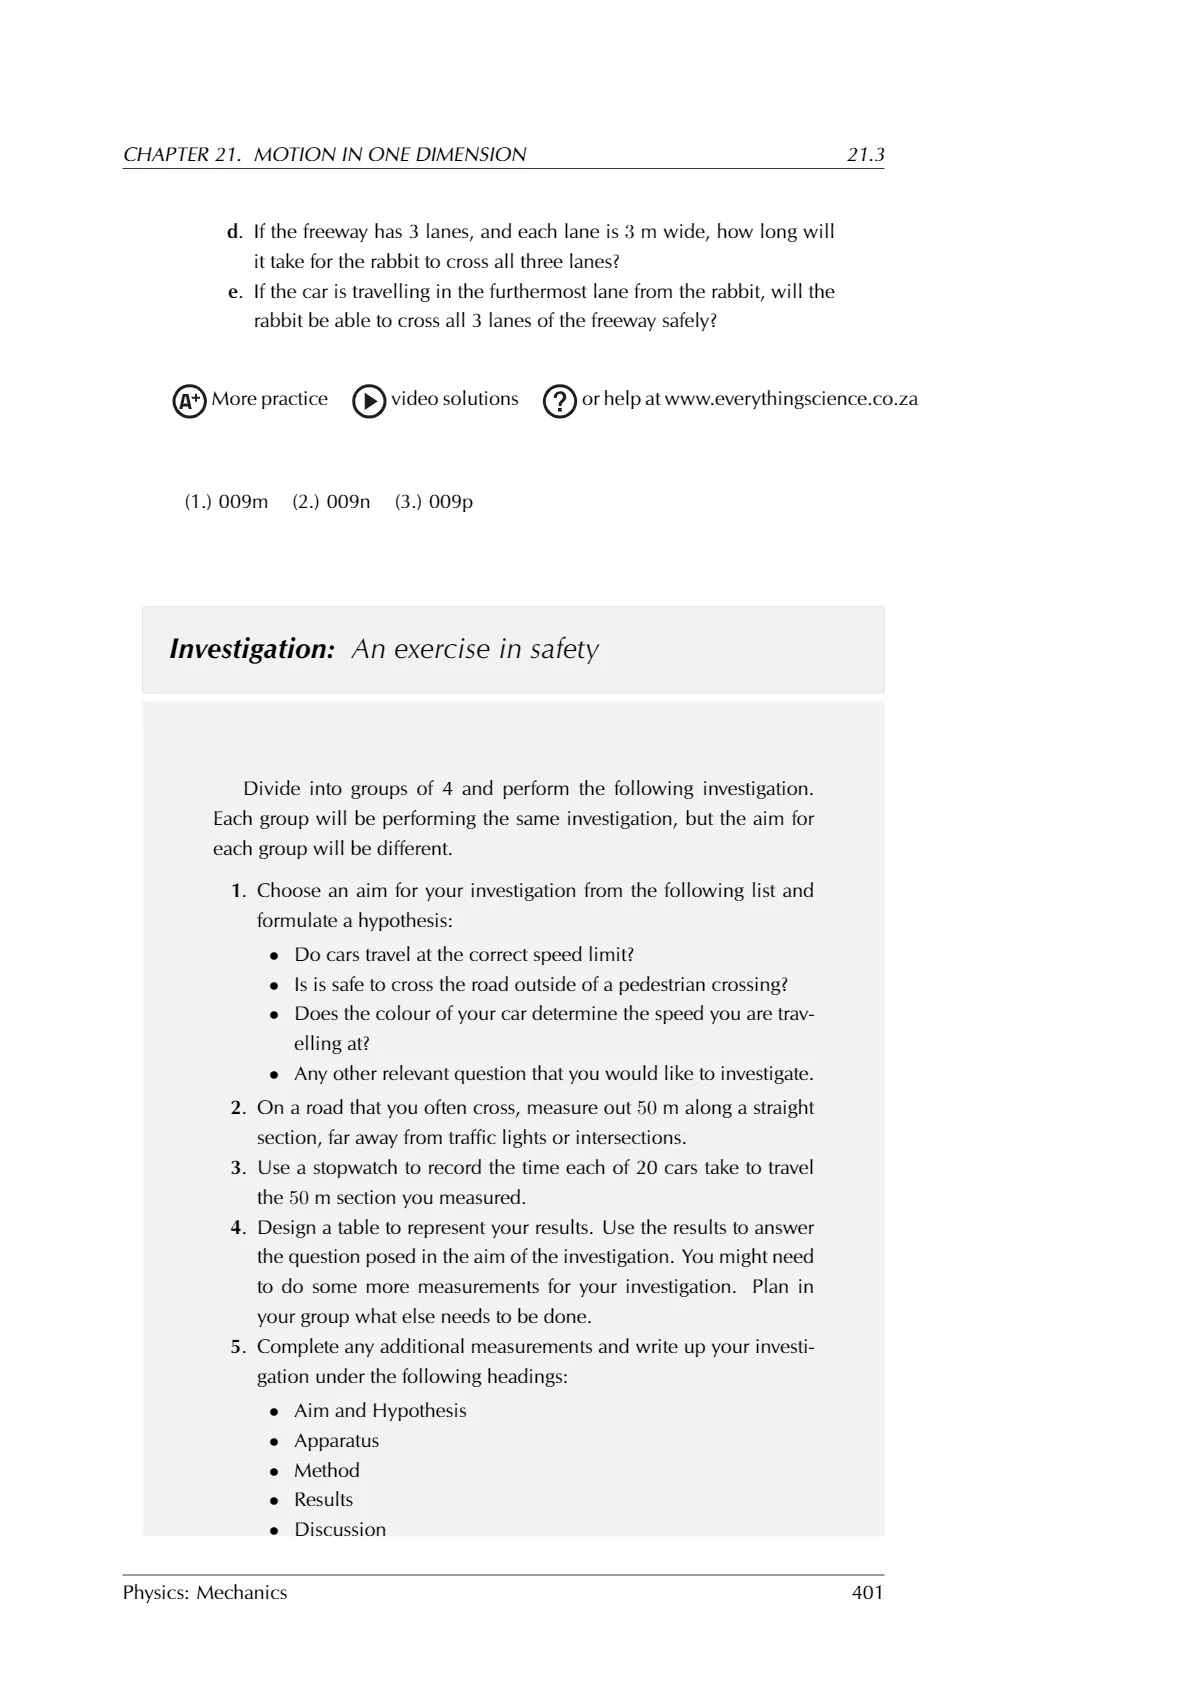 CHAPTER 21. MOTION IN ONE DIMENSION 21.3
d. If the freeway has 3 lanes, and each lane is 3 m wide, how long will
it take for the rabbit to cross all three lanes?
e. If the car is travelling in the furthermost lane from the rabbit, will the
rabbit be able to cross all 3 lanes of the freeway safely?
A+ More practice video solutions ? or help at www.everythingscience.co.za
(1.) 009m (2.) 009n (3.) 009p
Investigation: An exercise in safety
Divide into groups of 4 and perform the following investigation.
Each group will be performing the same investigation, but the aim for
each group will be different.
1. Choose an aim for your investigation from the following list and
formulate a hypothesis:
• Do cars travel at the correct speed limit?
• Is is safe to cross the road outside of a pedestrian crossing?
• Does the colour of your car determine the speed you are trav-
elling at?
• Any other relevant question that you would like to investigate.
2. On a road that you often cross, measure out 50 m along a straight
section, far away from traffic lights or intersections.
3. Use a stopwatch to record the time each of 20 cars take to travel
the 50 m section you measured.
4. Design a table to represent your results. Use the results to answer
the question posed in the aim of the investigation. You might need
to do some more measurements for your investigation. Plan in
your group what else needs to be done.
5. Complete any additional measurements and write up your investi-
gation under the following headings:
• Aim and Hypothesis
• Apparatus
• Method
• Results
• Discussion
Physics: Mechanics 401